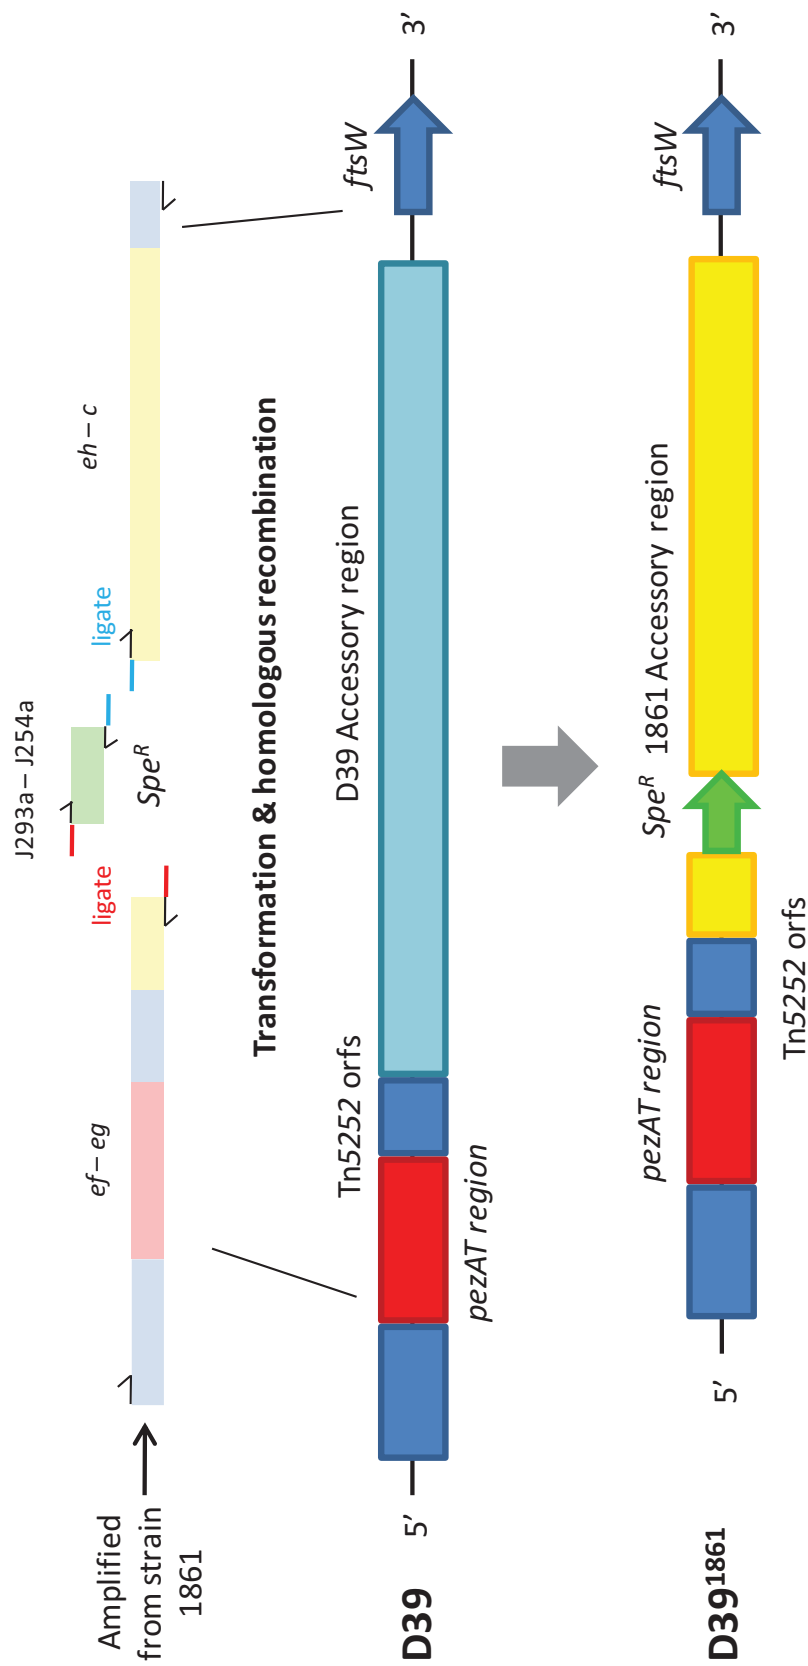 Amplified
from strain
1861
ef – eg
ligate
J293a – J254a
Spe^R
ligate
eh – c
Transformation & homologous recombination
D39
5’
pezAT region
Tn5252 orfs
D39 Accessory region
ftsW
3’
D39^1861
5’
pezAT region
Tn5252 orfs
Spe^R
1861 Accessory region
ftsW
3’